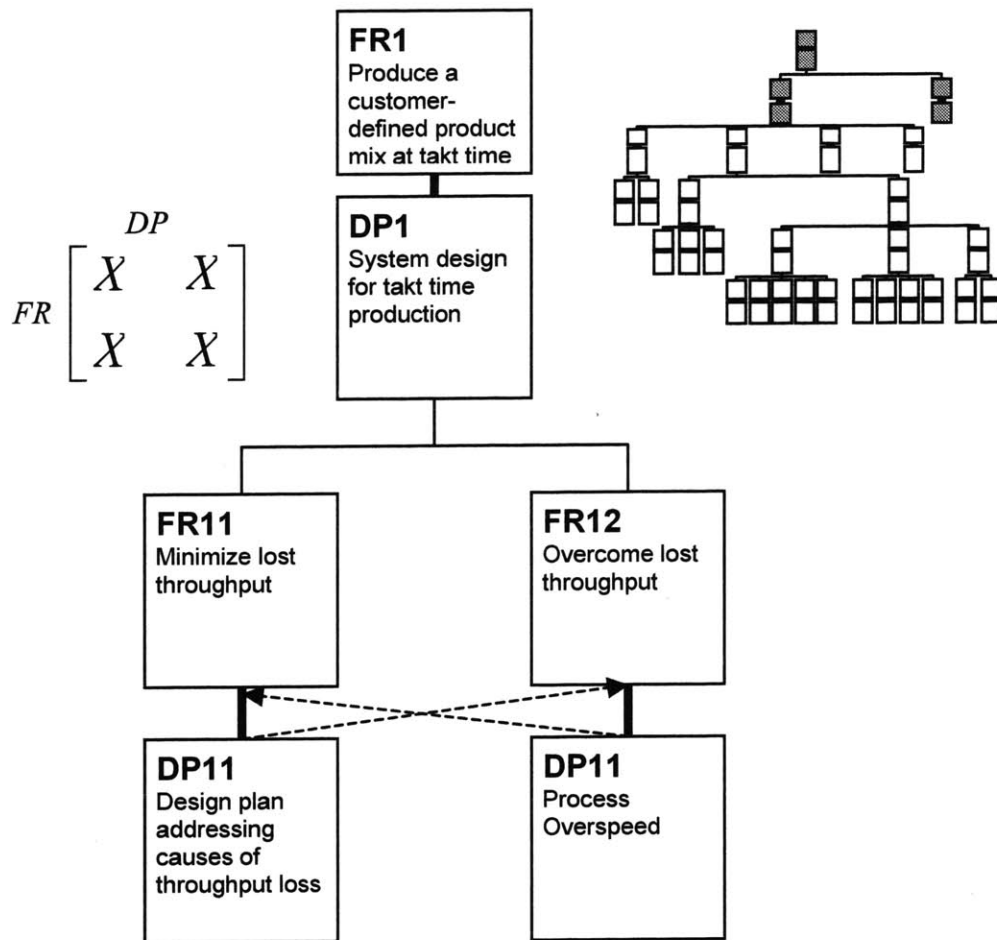 FR1
Produce a
customer-
defined product
mix at takt time
DP1
System design
for takt time
production
DP
FR
X X
X X
FR11
Minimize lost
throughput
FR12
Overcome lost
throughput
DP11
Design plan
addressing
causes of
throughput loss
DP11
Process
Overspeed